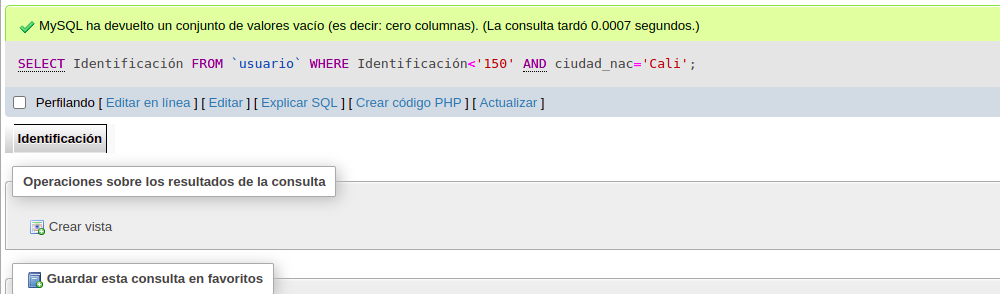 MySQL ha devuelto un conjunto de valores vacío (es decir: cero columnas). (La consulta tardó 0.0007 segundos.)
SELECT Identificación FROM `usuario` WHERE Identificación<'150' AND ciudad_nac='Cali';
Perfilando [ Editar en línea ] [ Editar ] [ Explicar SQL ] [ Crear código PHP ] [ Actualizar ]
Identificación
Operaciones sobre los resultados de la consulta
Crear vista
Guardar esta consulta en favoritos